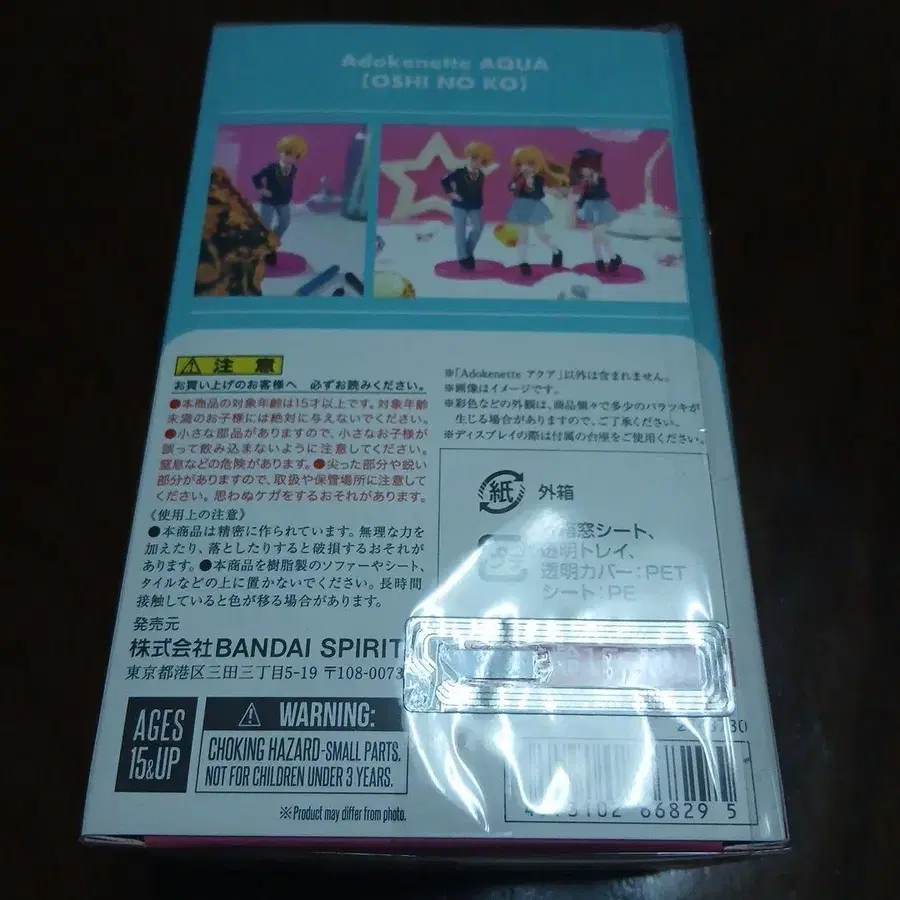 Adokenette AQUA
[OSHI NO KO]
⚠ 注意
お買い上げのお客様へ 必ずお読みください。
●本商品の対象年齢は15才以上です。対象年齢
未満のお子様には絶対に与えないでください。
●小さな部品がありますので、小さなお子様が
誤って飲み込まないように注意してください。
窒息などの危険があります。●尖った部分や鋭い
部分がありますので、取扱や保管場所に注意して
ください。思わぬケガをするおそれがあります。
《使用上の注意》
●本商品は精密に作られています。無理な力を
加えたり、落としたりすると破損するおそれが
あります。●本商品を樹脂製のソファーやシート、
タイルなどの上に置かないでください。長時間
接触していると色が移る場合があります。
発売元
株式会社BANDAI SPIRIT
東京都港区三田三丁目5-19 〒108-0073
※「Adokenette アクア」以外は含まれません。
※画像はイメージです。
※彩色などの外観は、商品個々で多少のバラツキが
生じる場合がありますので、ご了承ください。
※ディスプレイの際は付属の台座をご使用ください。
紙 外箱
窓シート、
透明トレイ、
透明カバー:PET
シート:PE
AGES
15&UP
⚠ WARNING:
CHOKING HAZARD-SMALL PARTS.
NOT FOR CHILDREN UNDER 3 YEARS.
※Product may differ from photo.
66829 5